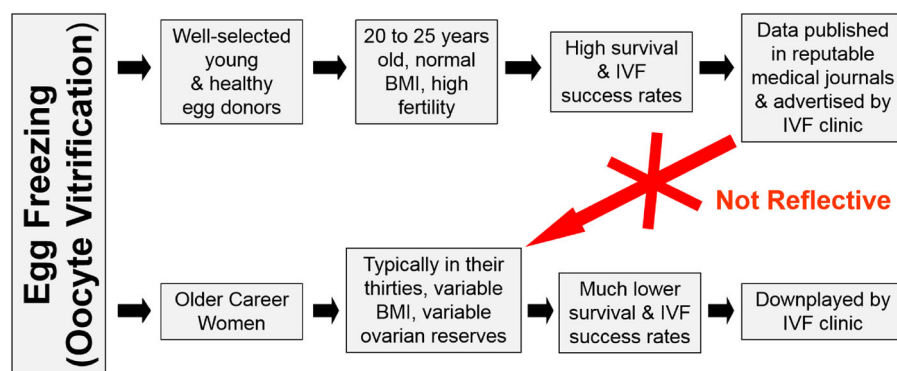 Egg Freezing
(Oocyte Vitrification)
Well-selected
young
& healthy
egg donors
20 to 25 years
old, normal
BMI, high
fertility
High survival
& IVF
success rates
Data published
in reputable
medical journals
& advertised by
IVF clinic
Not Reflective
Older Career
Women
Typically in their
thirties, variable
BMI, variable
ovarian reserves
Much lower
survival & IVF
success rates
Downplayed by
IVF clinic